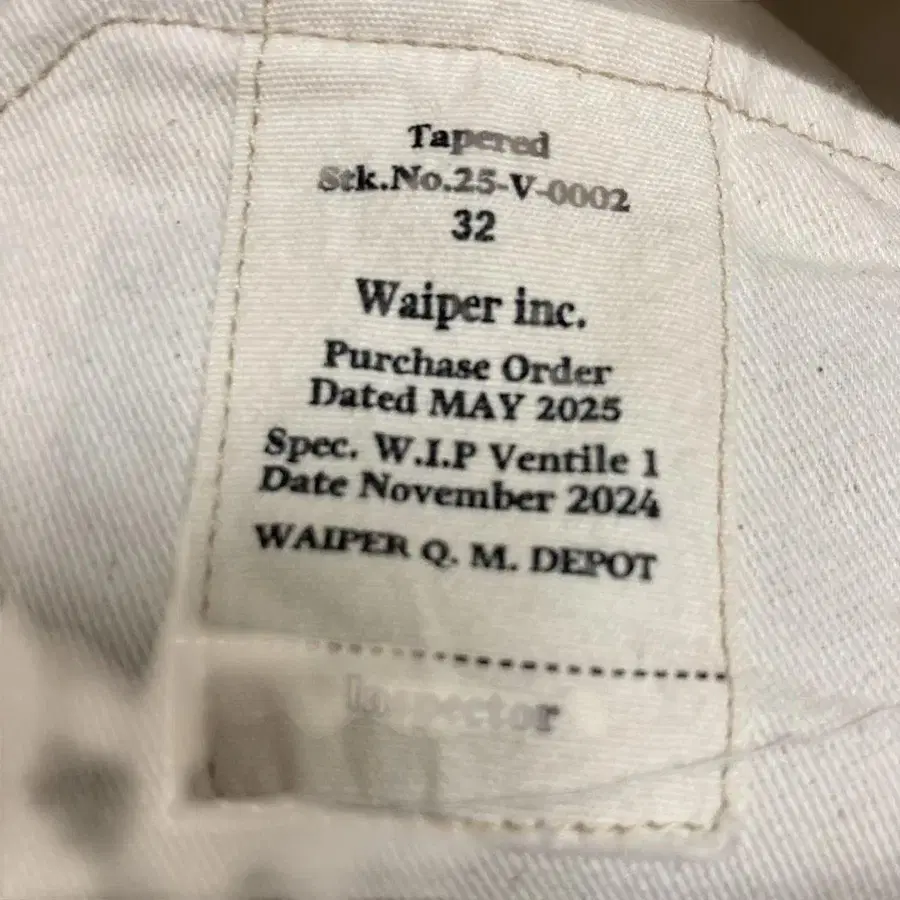 Tapered
Stk.No.25-V-0002
32
Waiper inc.
Purchase Order
Dated MAY 2025
Spec. W.I.P Ventile 1
Date November 2024
WAIPER Q. M. DEPOT
Inspector